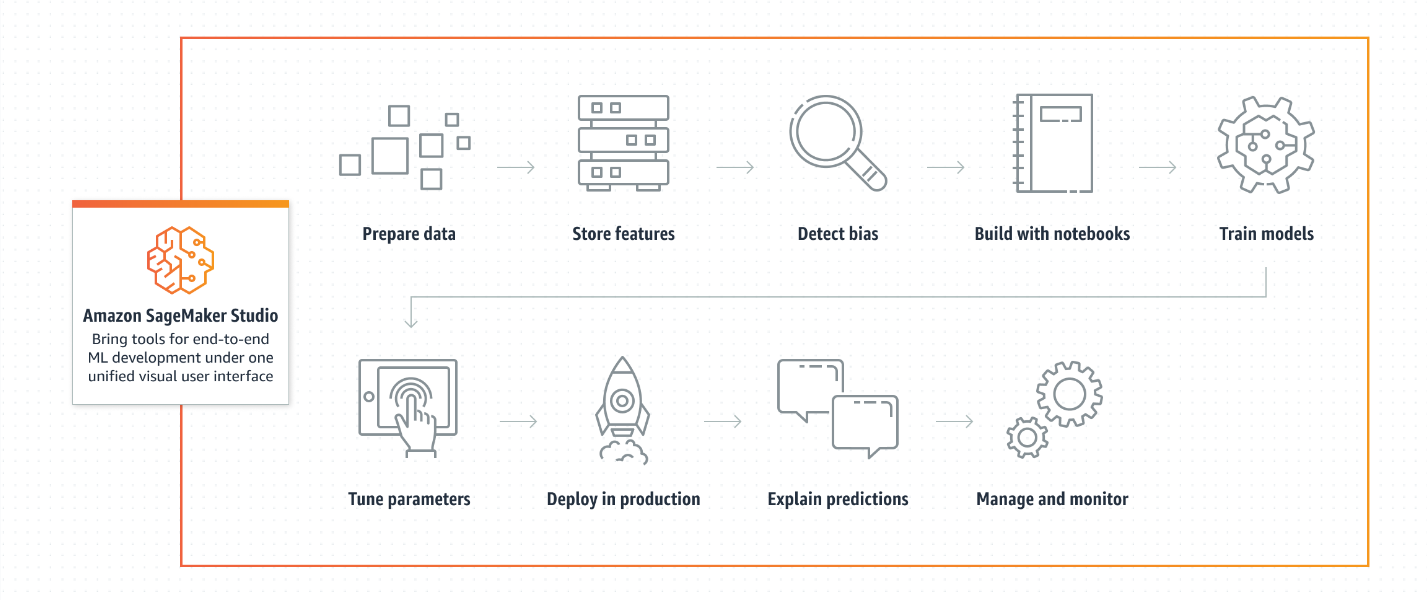 Amazon SageMaker Studio
Bring tools for end-to-end
ML development under one
unified visual user interface
Prepare data
Store features
Detect bias
Build with notebooks
Train models
Tune parameters
Deploy in production
Explain predictions
Manage and monitor